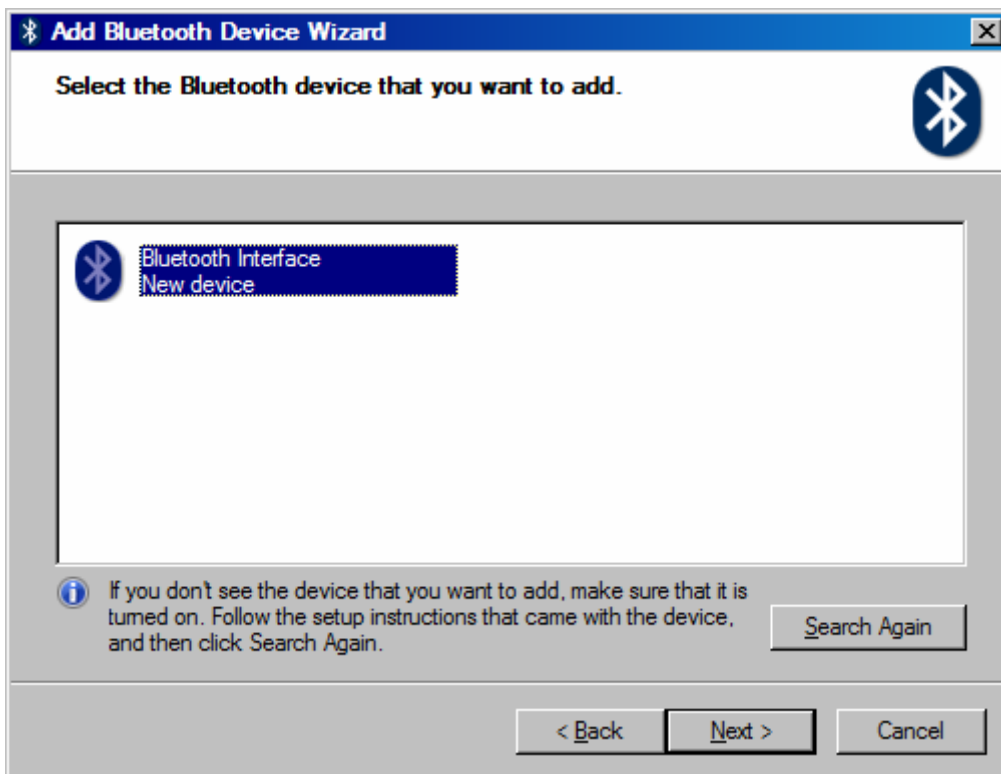 Add Bluetooth Device Wizard
Select the Bluetooth device that you want to add.
Bluetooth Interface
New device
If you don't see the device that you want to add, make sure that it is
turned on. Follow the setup instructions that came with the device,
and then click Search Again.
Search Again
< Back
Next >
Cancel